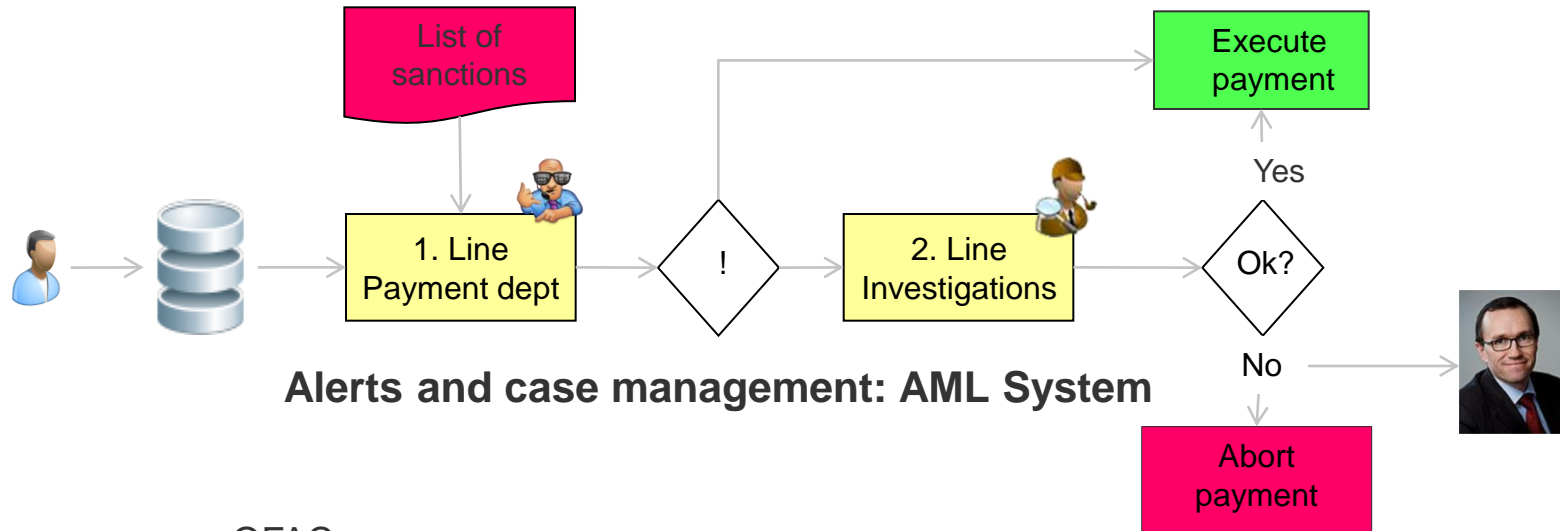 List of
sanctions
Execute
payment
Yes
1. Line
Payment dept
!
2. Line
Investigations
Ok?
Alerts and case management: AML System
No
Abort
payment